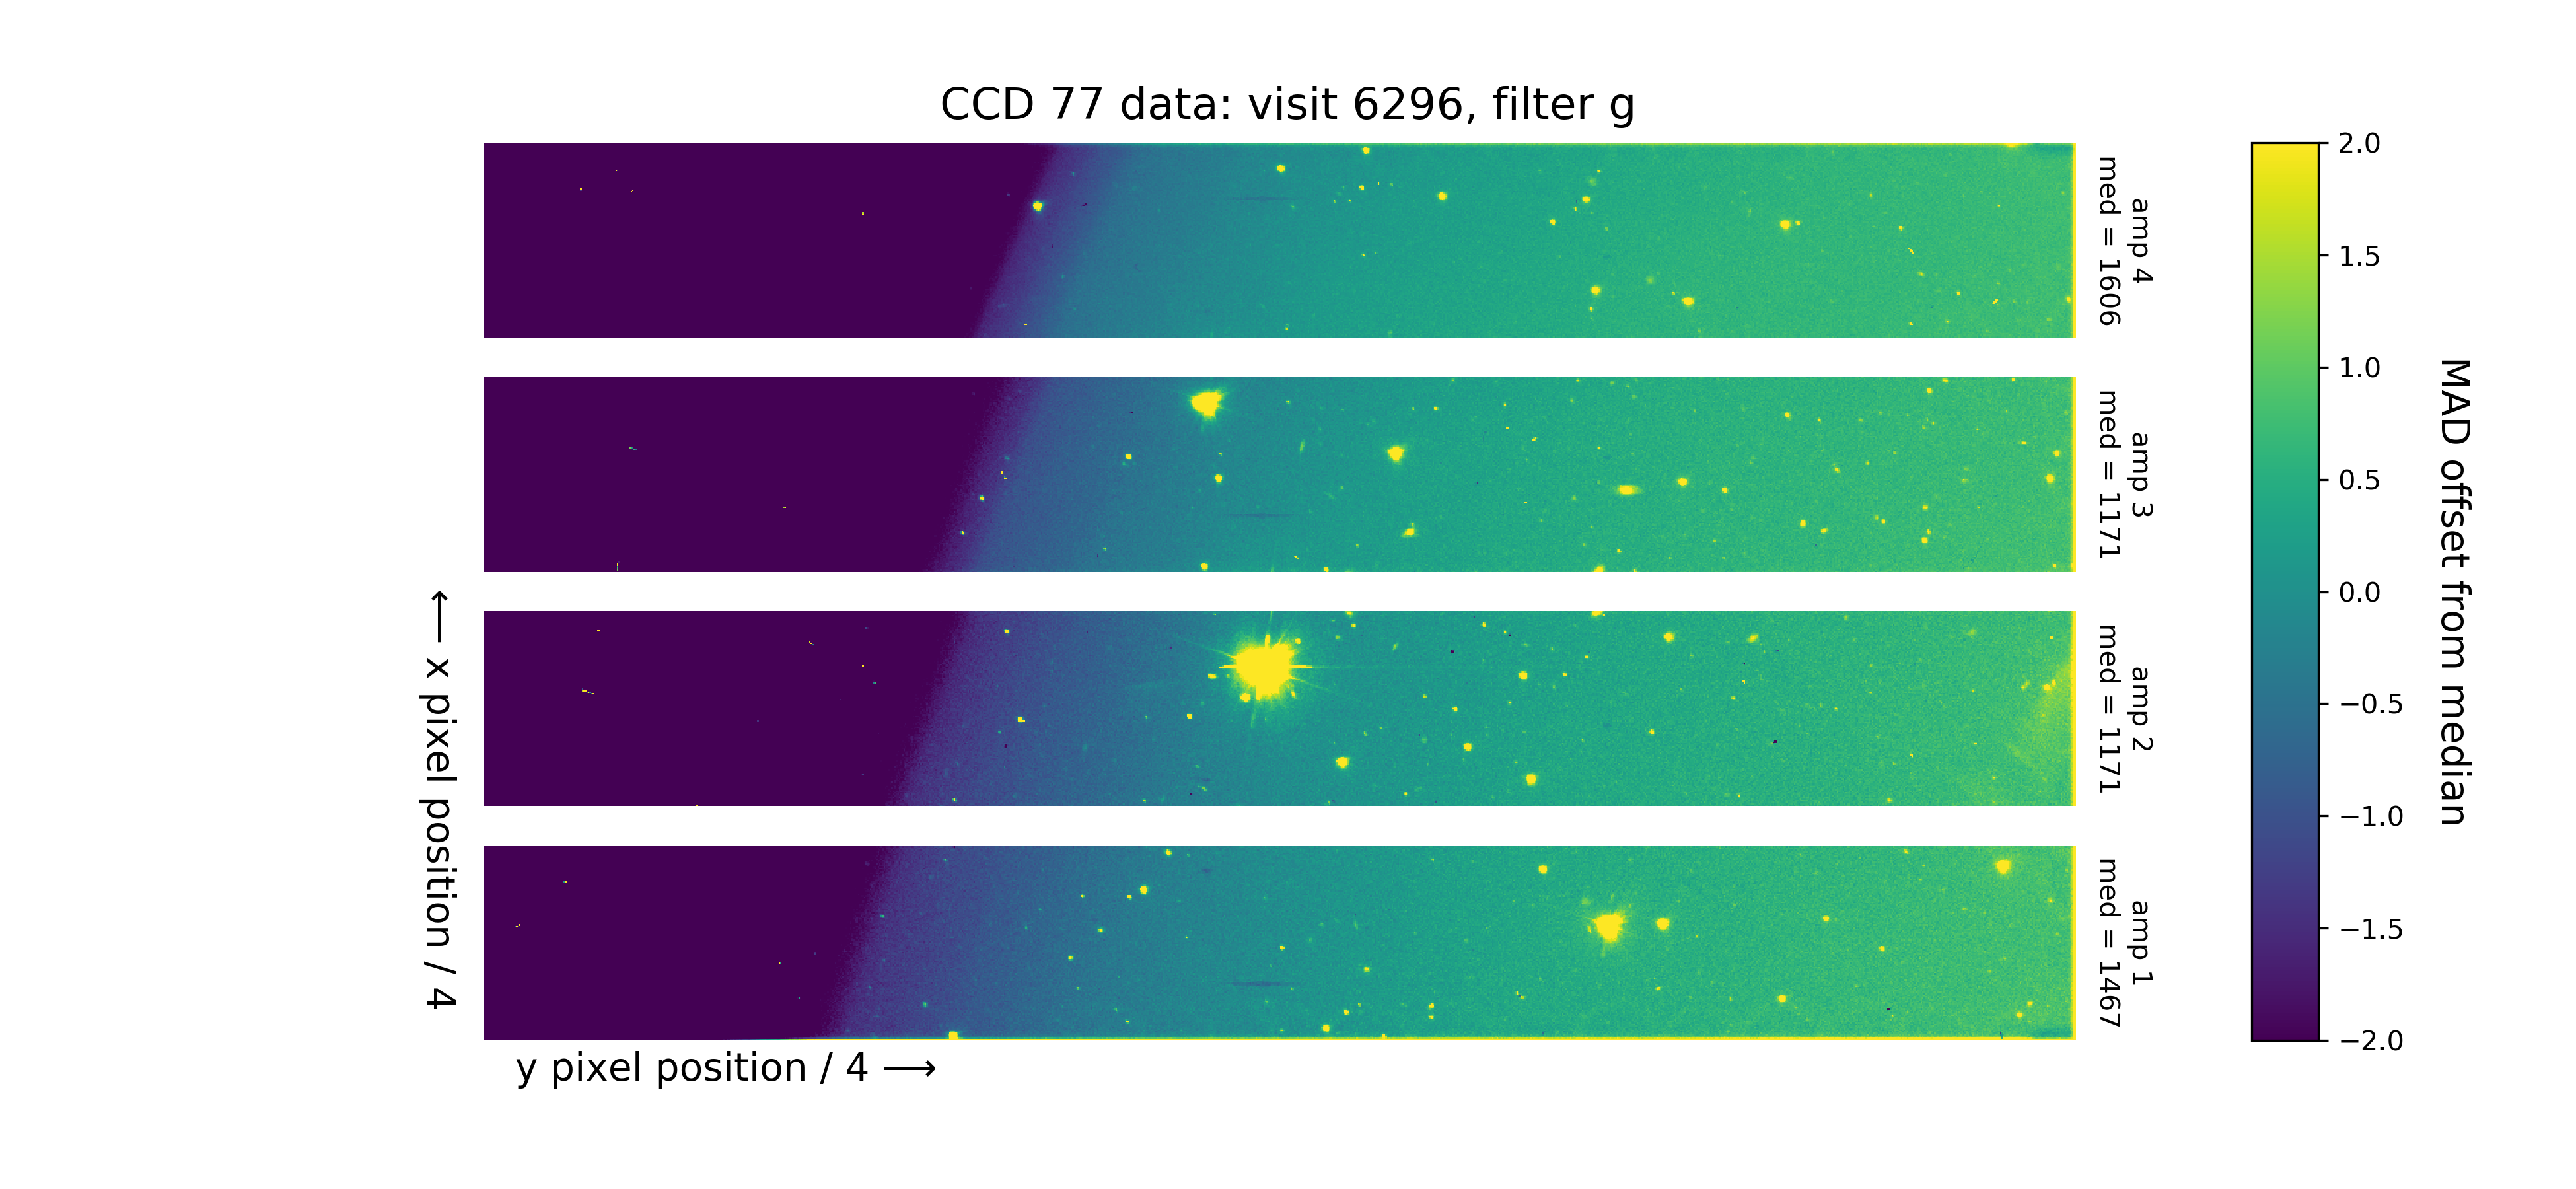 CCD 77 data: visit 6296, filter g
amp 4
med = 1606
amp 3
med = 1171
amp 2
med = 1171
amp 1
med = 1467
⟵ x pixel position / 4
y pixel position / 4 ⟶
2.0
1.5
1.0
0.5
0.0
−0.5
−1.0
−1.5
−2.0
MAD offset from median